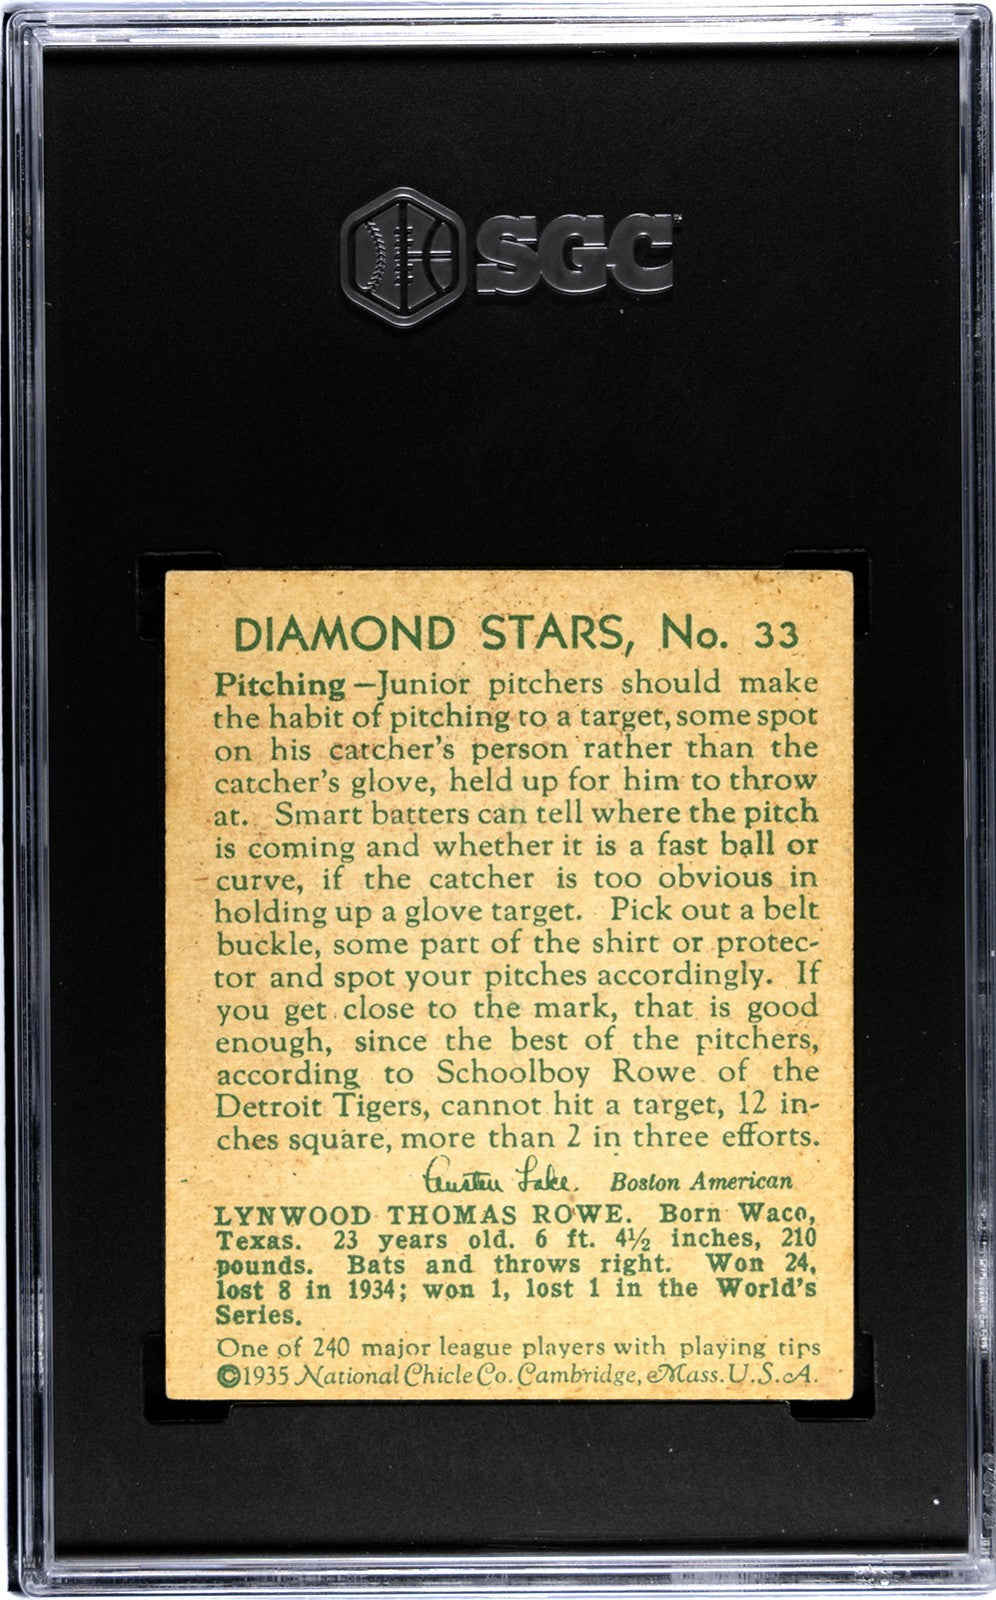 SGC™
DIAMOND STARS, No. 33
Pitching—Junior pitchers should make
the habit of pitching to a target, some spot
on his catcher's person rather than the
catcher's glove, held up for him to throw
at. Smart batters can tell where the pitch
is coming and whether it is a fast ball or
curve, if the catcher is too obvious in
holding up a glove target. Pick out a belt
buckle, some part of the shirt or protec-
tor and spot your pitches accordingly. If
you get close to the mark, that is good
enough, since the best of the pitchers,
according to Schoolboy Rowe of the
Detroit Tigers, cannot hit a target, 12 in-
ches square, more than 2 in three efforts.
Austen Lake. Boston American
LYNWOOD THOMAS ROWE. Born Waco,
Texas. 23 years old. 6 ft. 4½ inches, 210
pounds. Bats and throws right. Won 24,
lost 8 in 1934; won 1, lost 1 in the World's
Series.
One of 240 major league players with playing tips
©1935 National Chicle Co. Cambridge, Mass. U.S.A.